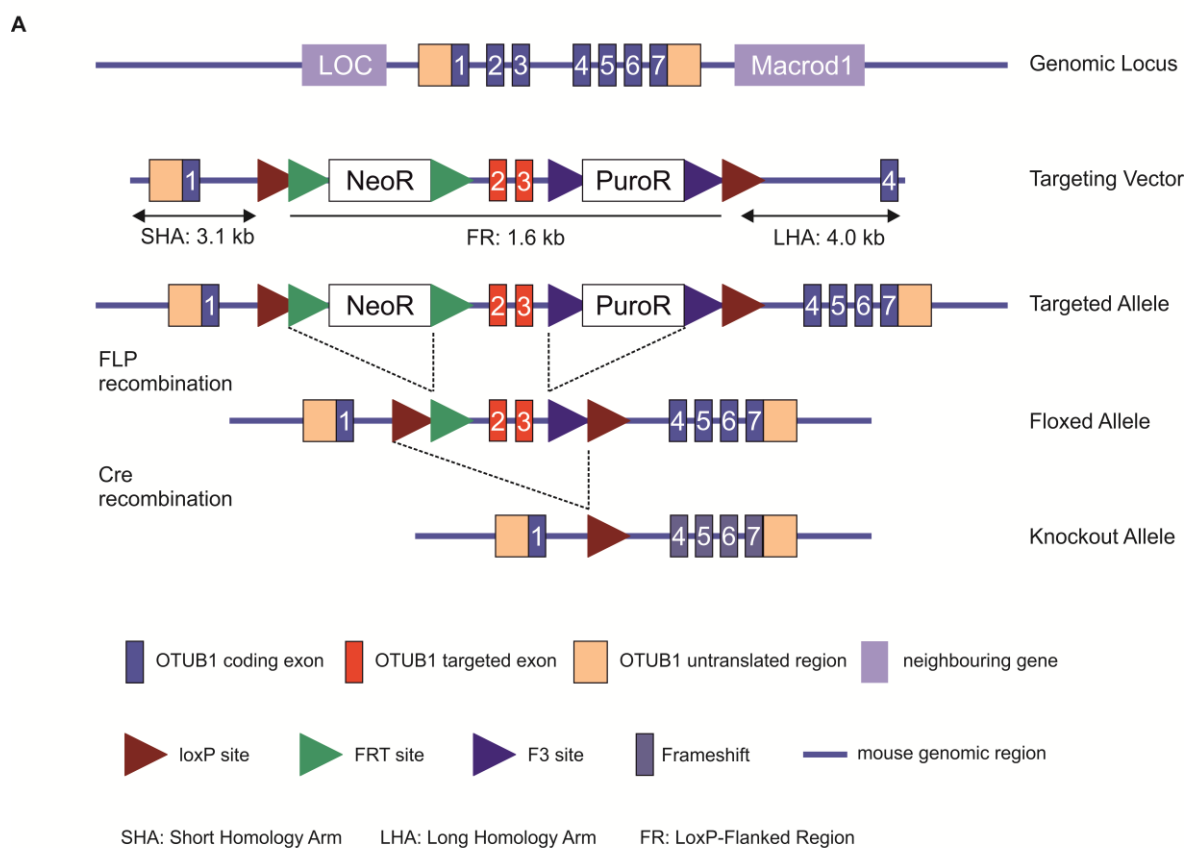 A
LOC 1 2 3 4 5 6 7 Macrod1 Genomic Locus
1 NeoR 2 3 PuroR 4 Targeting Vector
SHA: 3.1 kb FR: 1.6 kb LHA: 4.0 kb
1 NeoR 2 3 PuroR 4 5 6 7 Targeted Allele
FLP
recombination
1 2 3 4 5 6 7 Floxed Allele
Cre
recombination
1 4 5 6 7 Knockout Allele
OTUB1 coding exon OTUB1 targeted exon OTUB1 untranslated region neighbouring gene
loxP site FRT site F3 site Frameshift mouse genomic region
SHA: Short Homology Arm LHA: Long Homology Arm FR: LoxP-Flanked Region